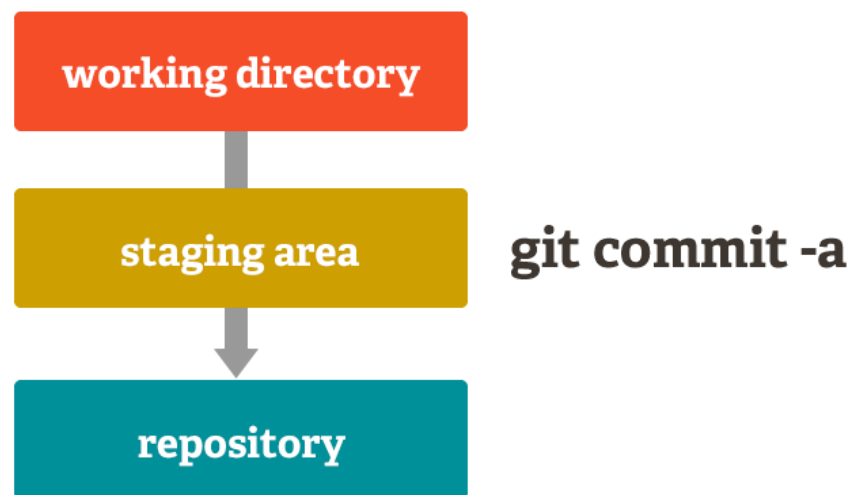 working directory
staging area
git commit -a
repository